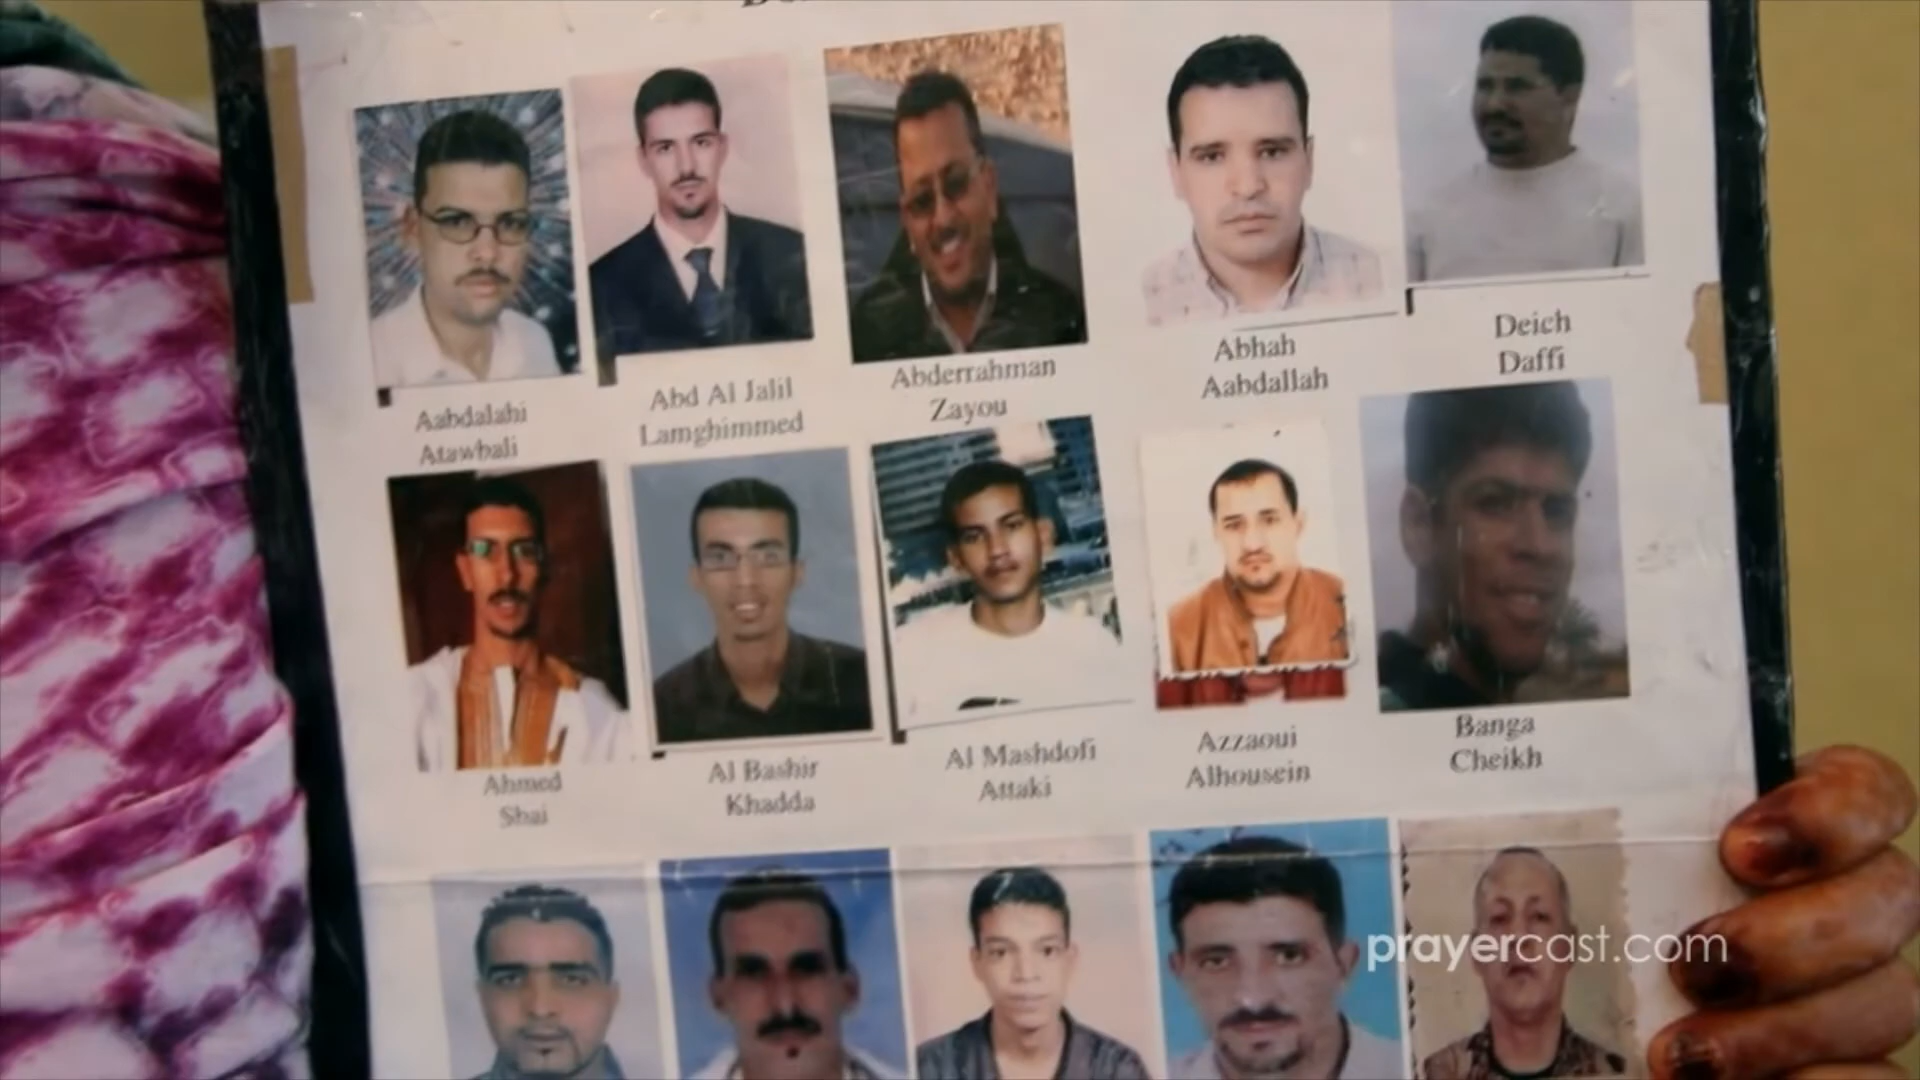 Aabdalahi
Atawbali
Abd Al Jalil
Lamghimmed
Abderrahman
Zayou
Abhah
Aabdallah
Deich
Daffi
Ahmed
Shai
Al Bashir
Khadda
Al Mashdofi
Attaki
Azzaoui
Alhousein
Banga
Cheikh
prayercast.com